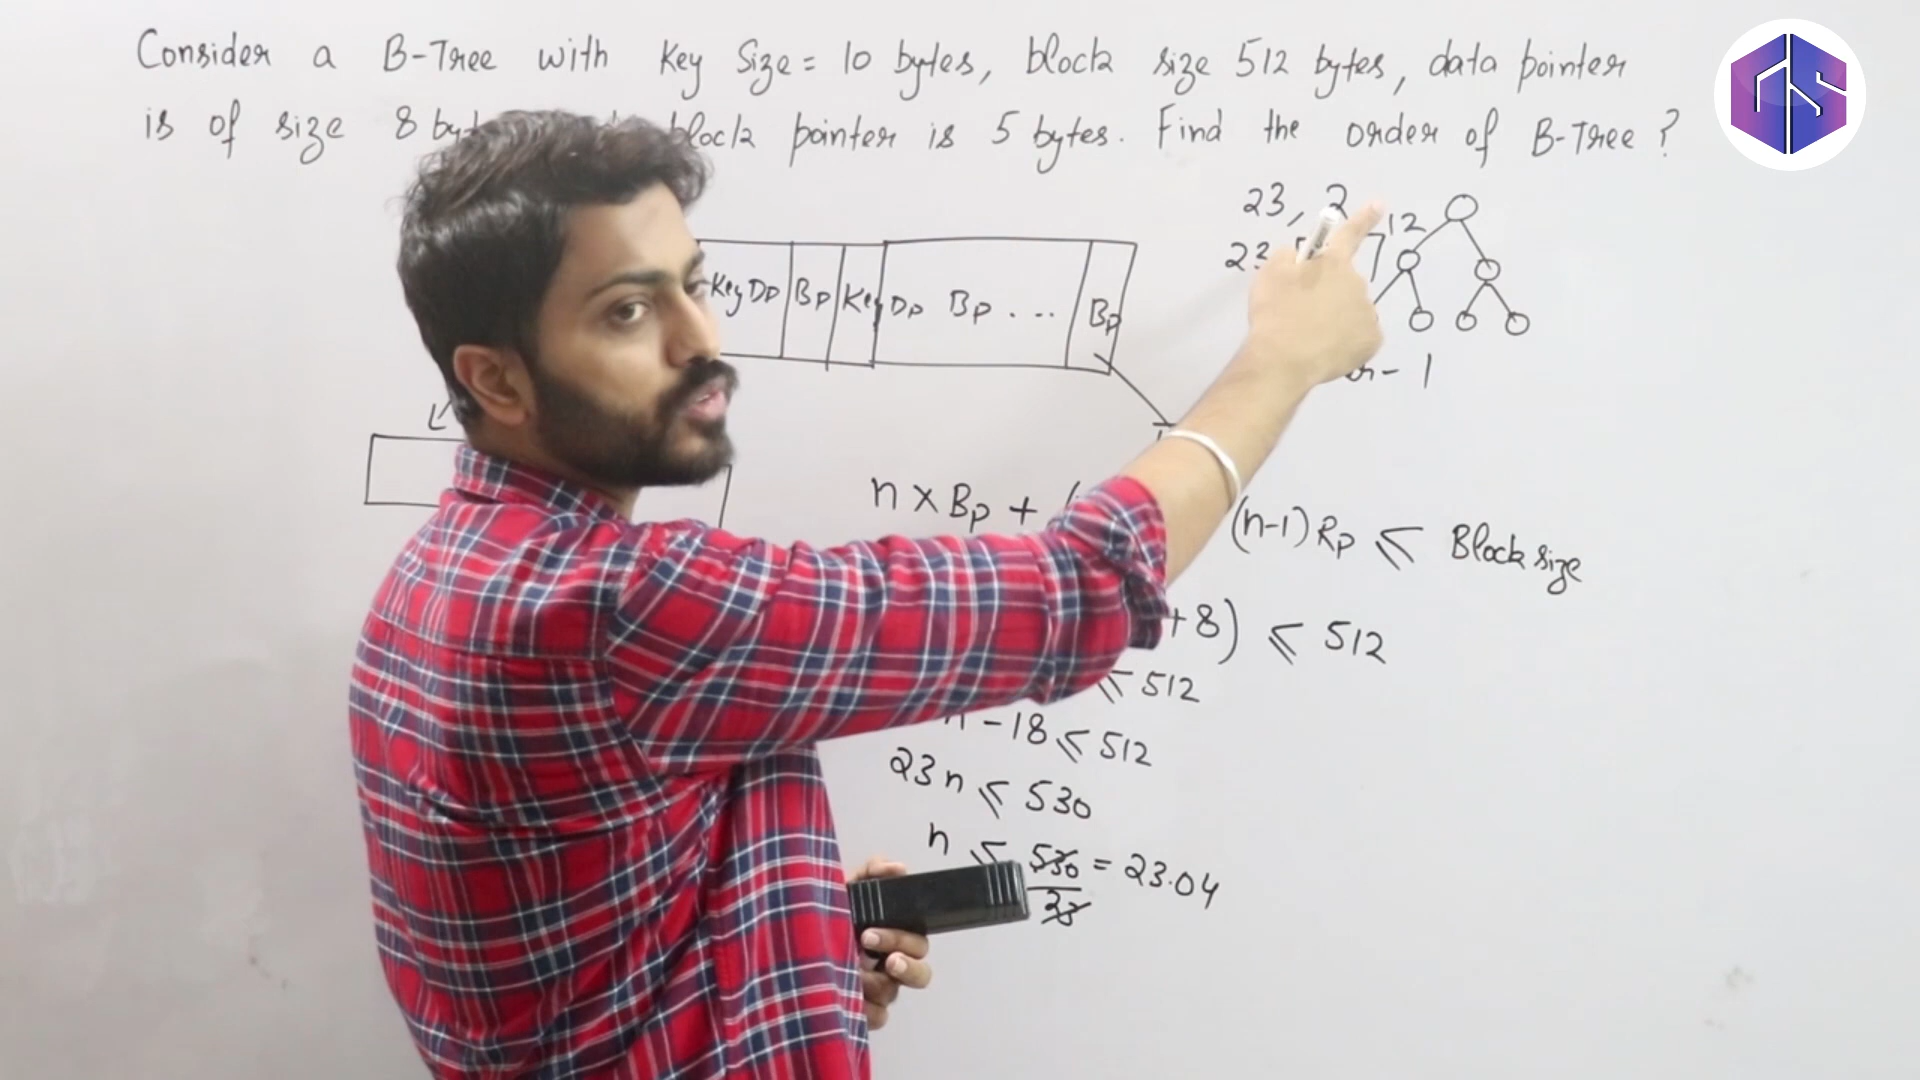 Consider a B-Tree with Key Size = 10 bytes, block size 512 bytes, data pointer
is of size 8 block pointer is 5 bytes. Find the order of B-Tree ?
23, 2
12
23
Key Dp Bp Key Dp Bp ... Bp
- 1
n × Bp + (n-1) Rp ≤ Block size
+8) ≤ 512
≤ 512
n - 18 ≤ 512
23n ≤ 530
n ≤ 530/23 = 23.04